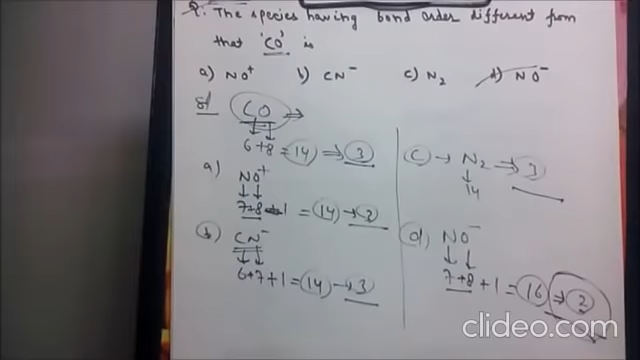 Q. The species having bond order different from
that 'CO' is
a) NO⁺ b) CN⁻ c) N₂ d) NO⁻
Sol CO ⇒
6+8=14 ⇒ 3
a) NO⁺
7+8-1 = 14 → 3
b) CN⁻
6+7+1=14 → 3
C → N₂ → 3
14
d) NO⁻
7+8+1=16 → 2
clideo.com